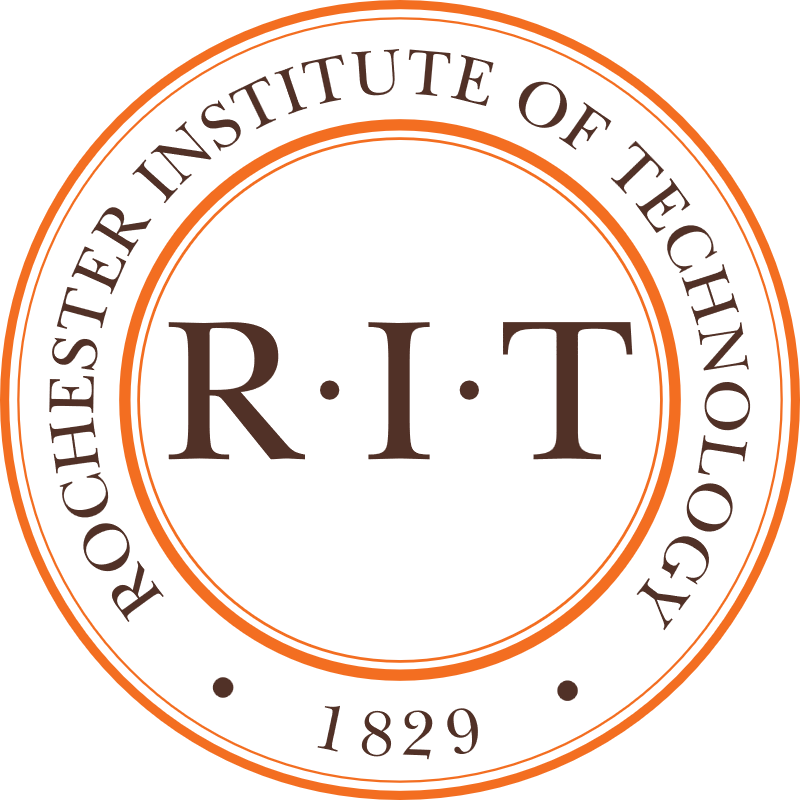 ROCHESTER INSTITUTE OF TECHNOLOGY
R·I·T
• 1829 •